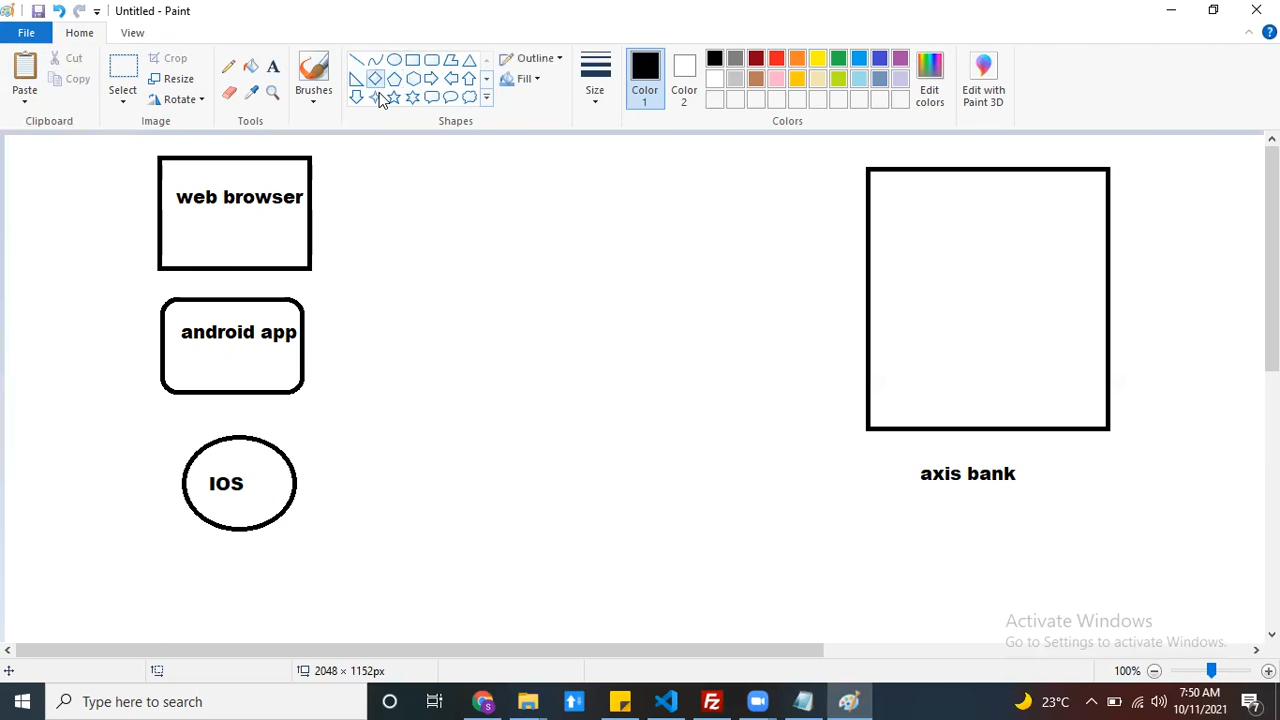 Untitled - Paint
File
Home
View
Paste
Cut
Copy
Clipboard
Select
Crop
Resize
Rotate
Image
A
Tools
Brushes
Shapes
Outline
Fill
Size
Color 1
Color 2
Colors
Edit colors
Edit with Paint 3D
web browser
android app
IOS
axis bank
Activate Windows
Go to Settings to activate Windows.
2048 × 1152px
100%
Type here to search
S
Fz
23°C
7:50 AM
10/11/2021
7